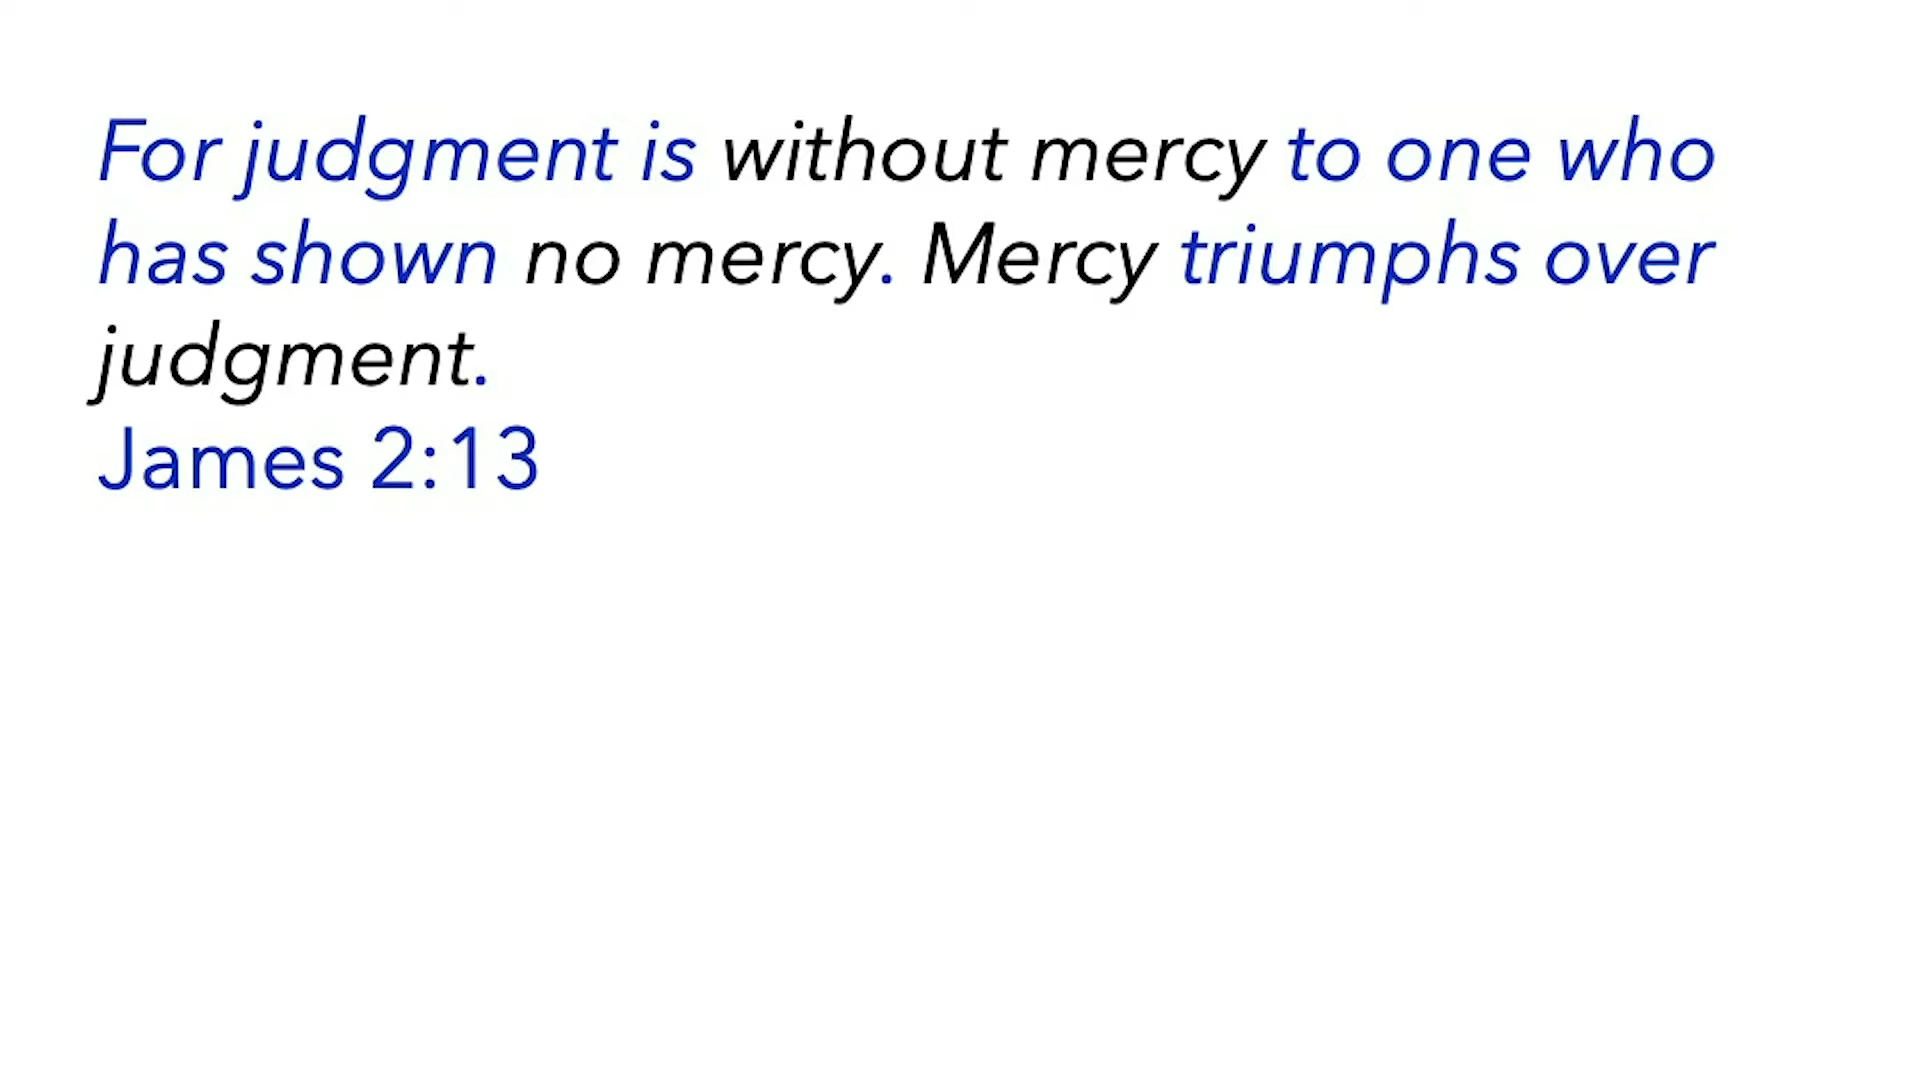 For judgment is without mercy to one who
has shown no mercy. Mercy triumphs over
judgment.
James 2:13